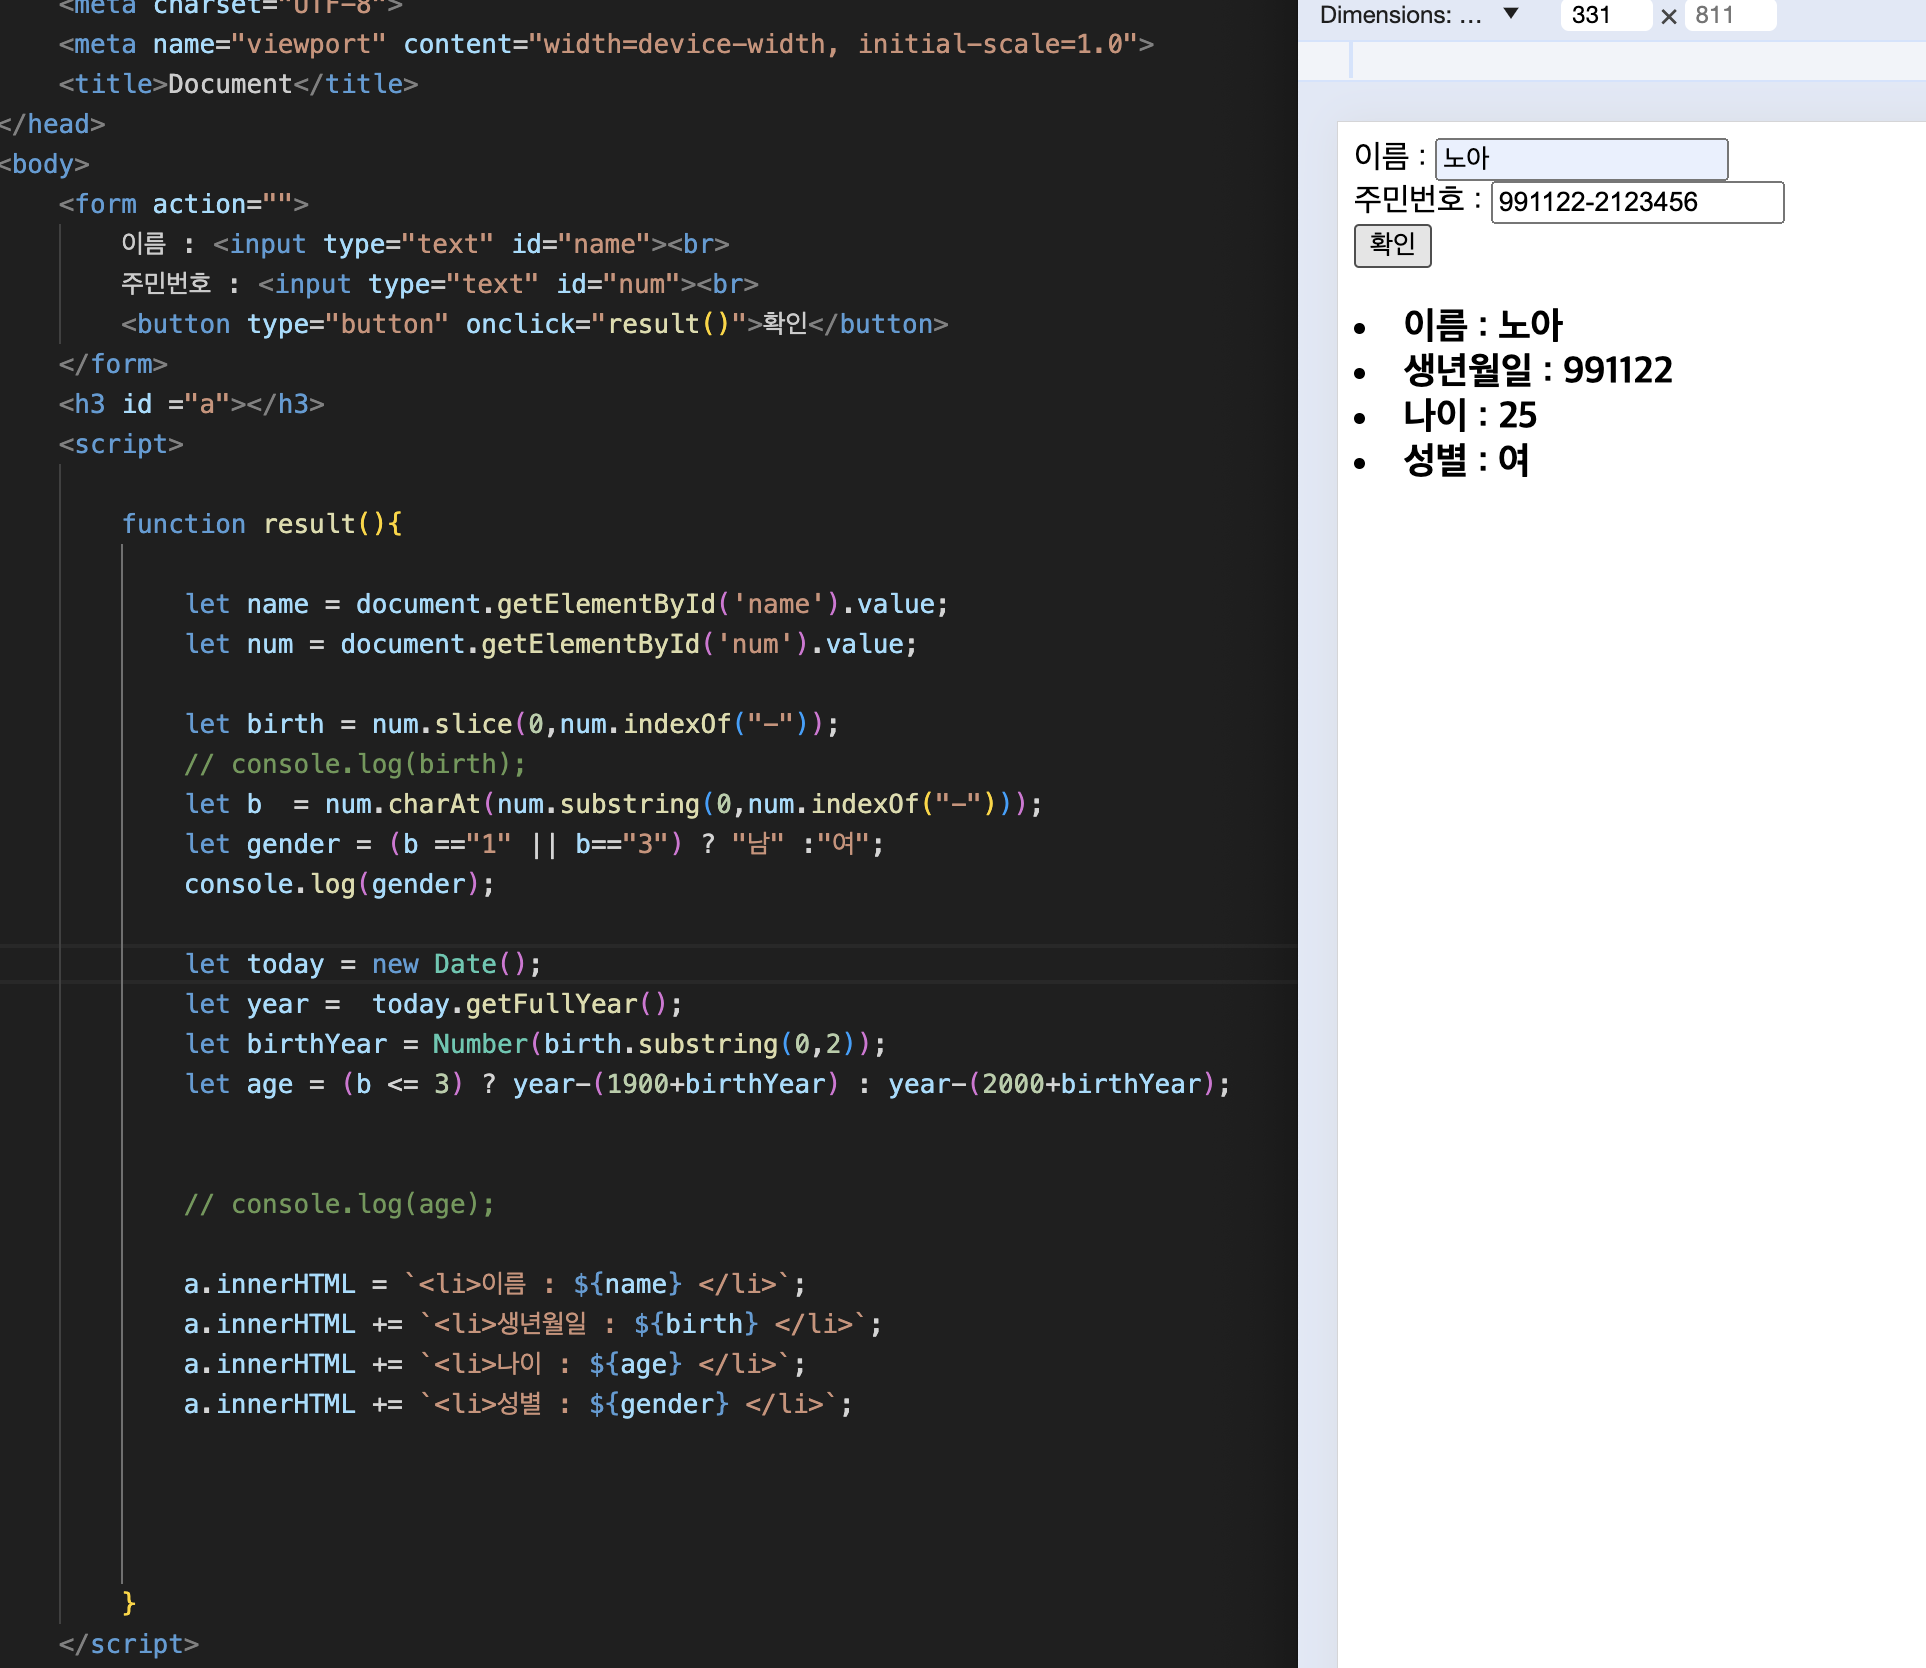 <meta charset="UTF-8">
<meta name="viewport" content="width=device-width, initial-scale=1.0">
<title>Document</title>
</head>
<body>
<form action="">
이름 : <input type="text" id="name"><br>
주민번호 : <input type="text" id="num"><br>
<button type="button" onclick="result()">확인</button>
</form>
<h3 id ="a"></h3>
<script>
function result(){
let name = document.getElementById('name').value;
let num = document.getElementById('num').value;
let birth = num.slice(0,num.indexOf("-"));
// console.log(birth);
let b  = num.charAt(num.substring(0,num.indexOf("-")));
let gender = (b =="1" || b=="3") ? "남" :"여";
console.log(gender);
let today = new Date();
let year =  today.getFullYear();
let birthYear = Number(birth.substring(0,2));
let age = (b <= 3) ? year-(1900+birthYear) : year-(2000+birthYear);
// console.log(age);
a.innerHTML = `<li>이름 : ${name} </li>`;
a.innerHTML += `<li>생년월일 : ${birth} </li>`;
a.innerHTML += `<li>나이 : ${age} </li>`;
a.innerHTML += `<li>성별 : ${gender} </li>`;
}
</script>
Dimensions: ... ▼ 331 × 811
이름 : 노아
주민번호 : 991122-2123456
확인
• 이름 : 노아
• 생년월일 : 991122
• 나이 : 25
• 성별 : 여